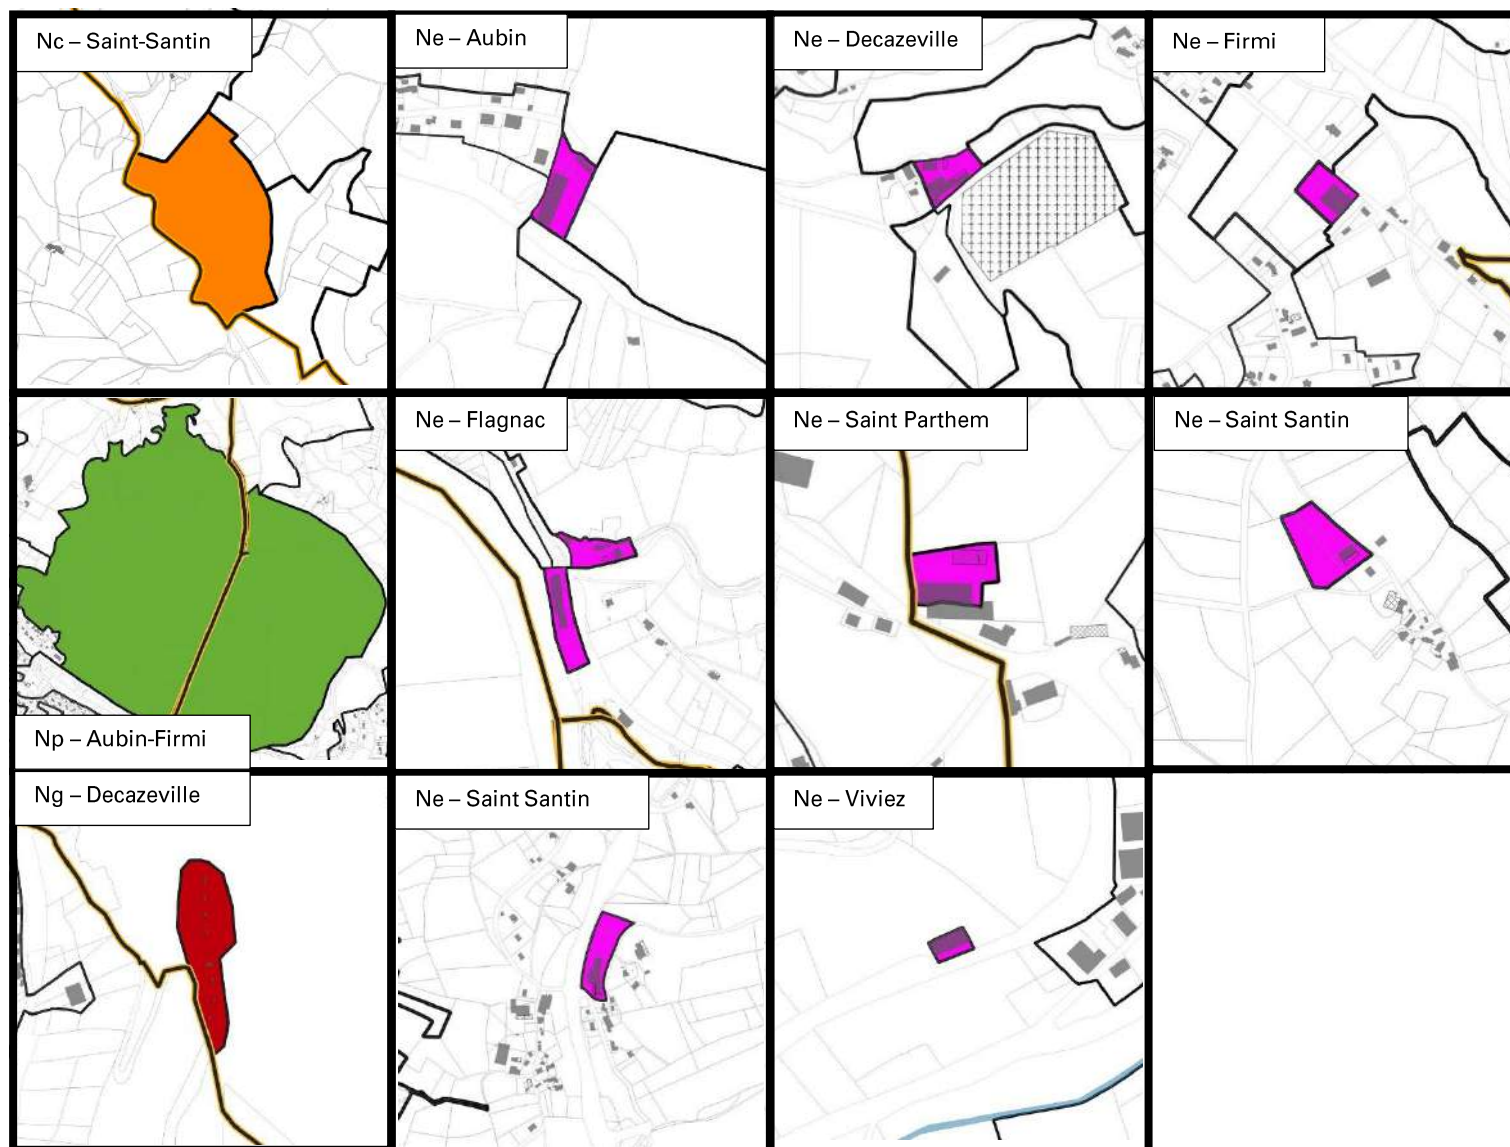 Nc – Saint-Santin
Ne – Aubin
Ne – Decazeville
Ne – Firmi
Np – Aubin-Firmi
Ne – Flagnac
Ne – Saint Parthem
Ne – Saint Santin
Ng – Decazeville
Ne – Saint Santin
Ne – Viviez